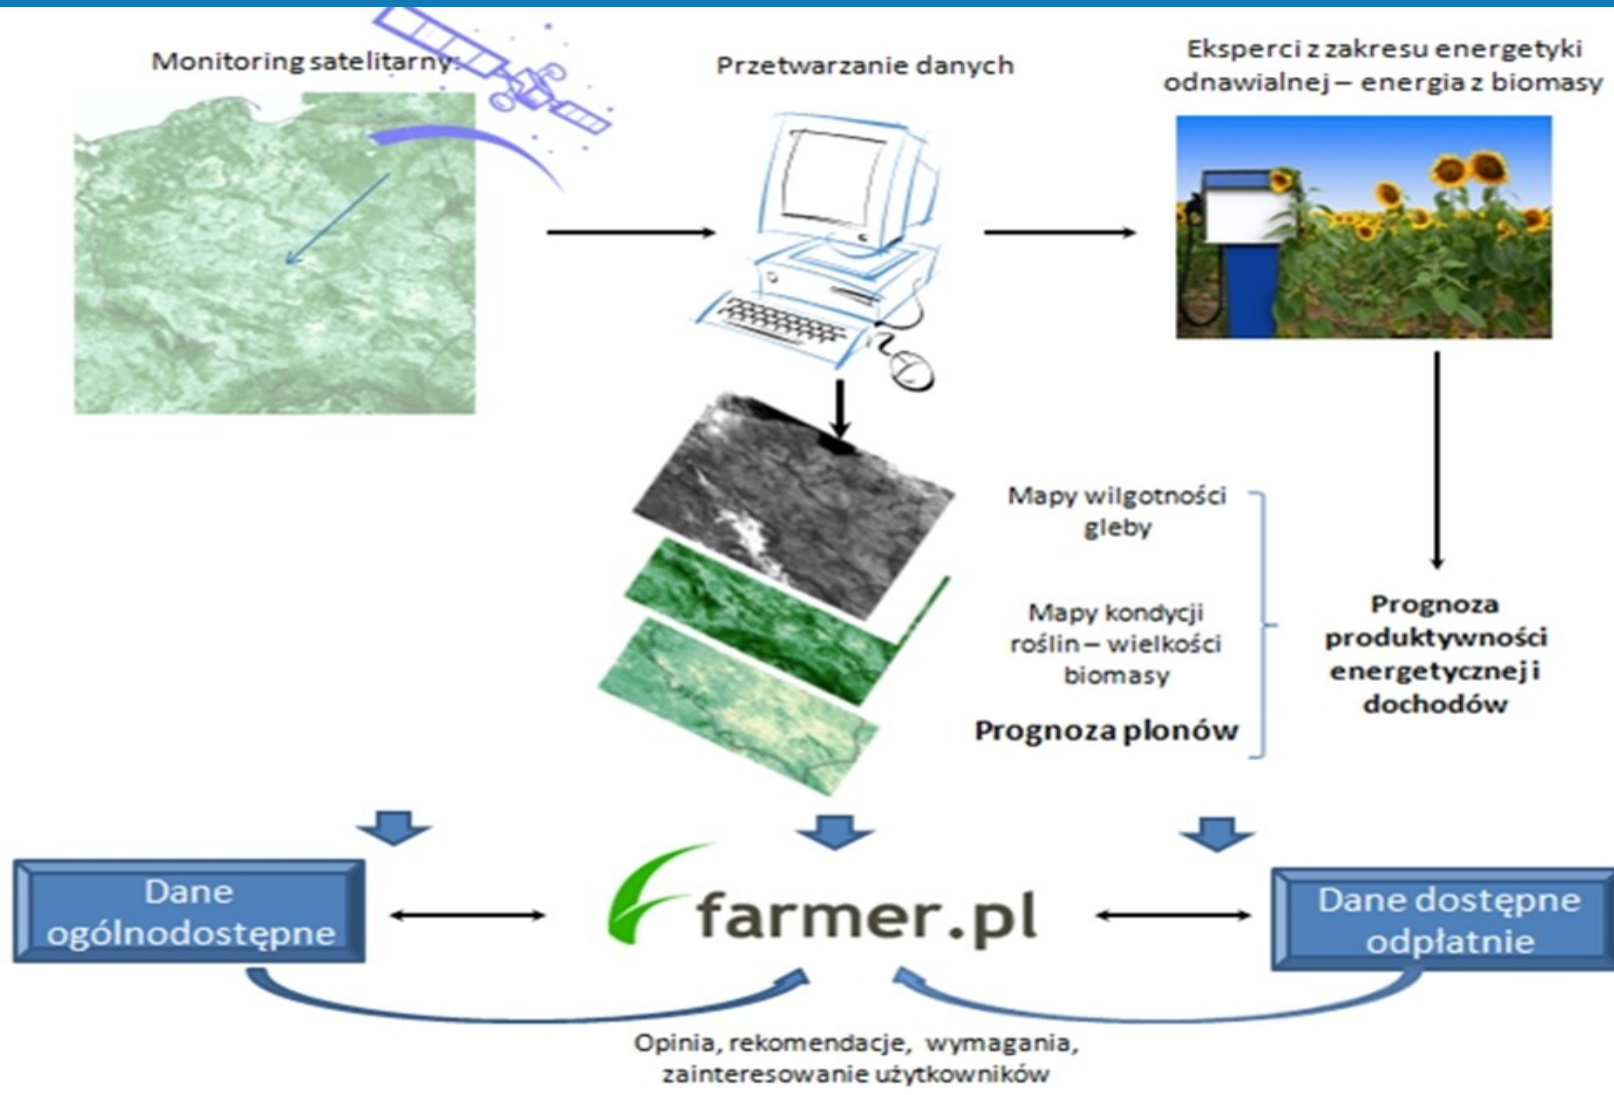 Monitoring satelitarny:
Przetwarzanie danych
Eksperci z zakresu energetyki
odnawialnej – energia z biomasy
Mapy wilgotności
gleby
Mapy kondycji
roślin – wielkości
biomasy
Prognoza plonów
Prognoza
produktywności
energetycznej i
dochodów
Dane
ogólnodostępne
farmer.pl
Dane dostępne
odpłatnie
Opinia, rekomendacje, wymagania,
zainteresowanie użytkowników